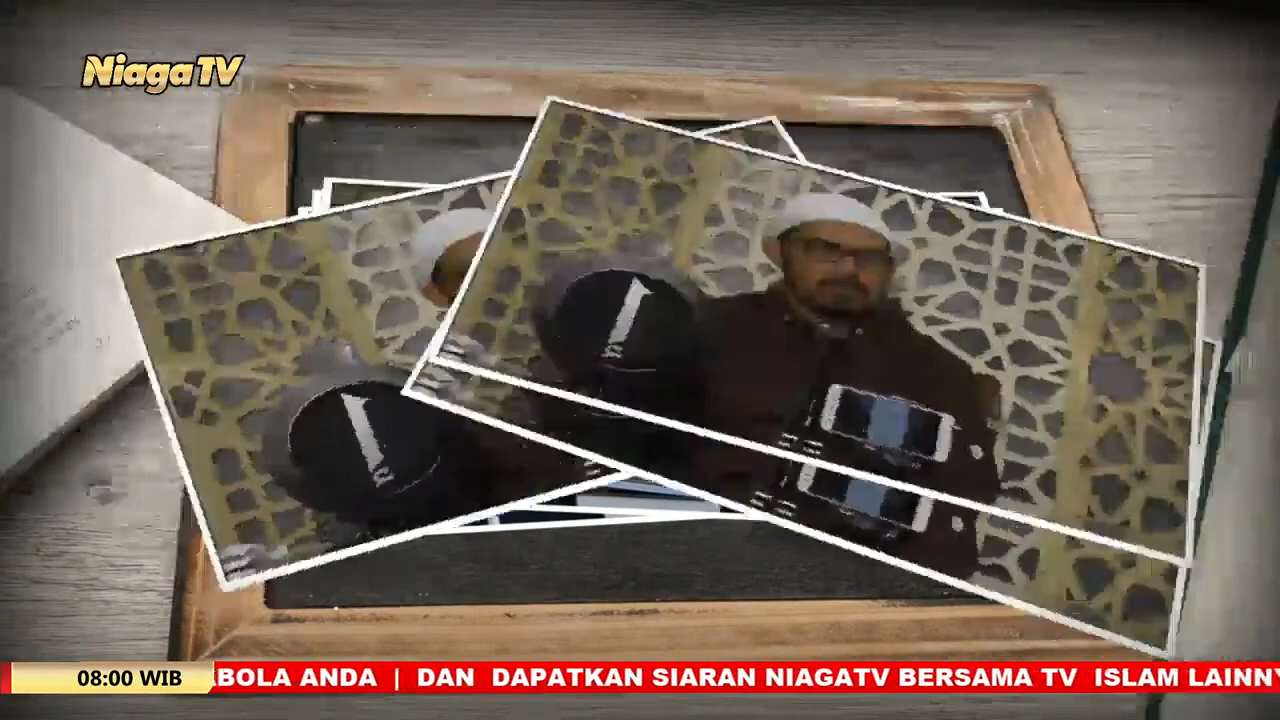 NiagaTV
08:00 WIB
BOLA ANDA | DAN DAPATKAN SIARAN NIAGATV BERSAMA TV ISLAM LAINNY